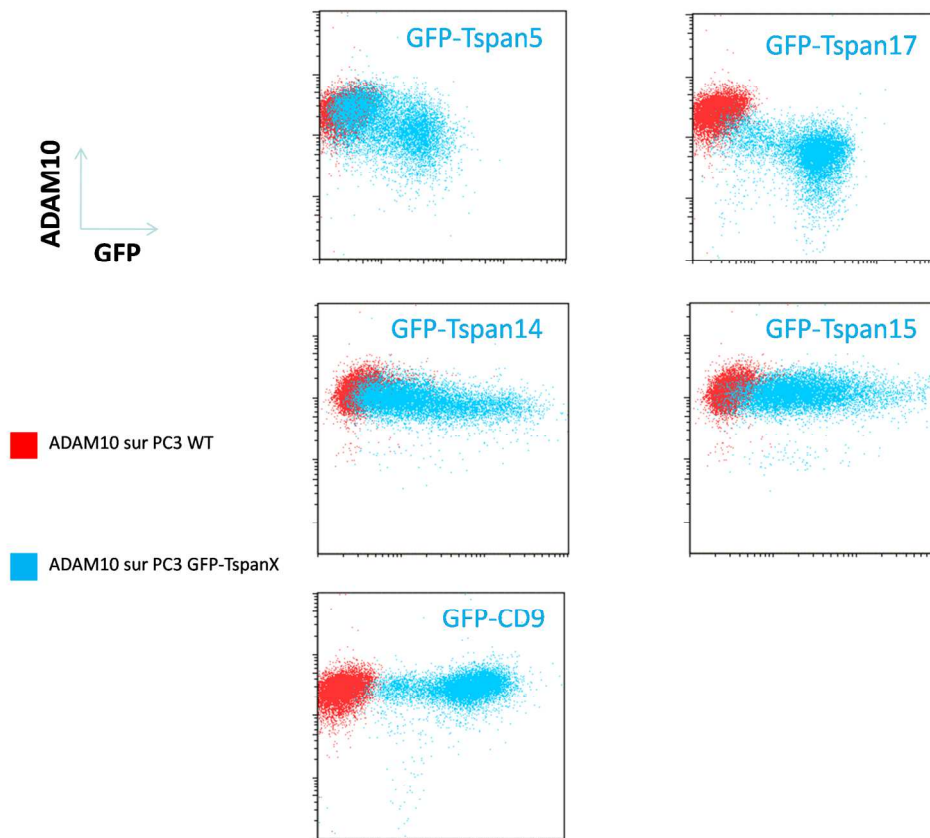 GFP-Tspan5
GFP-Tspan17
ADAM10
GFP
GFP-Tspan14
GFP-Tspan15
ADAM10 sur PC3 WT
ADAM10 sur PC3 GFP-TspanX
GFP-CD9